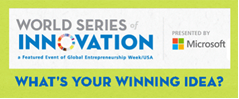 WORLD SERIES of
INNOVATION
a Featured Event of Global Entrepreneurship Week/USA
PRESENTED BY
Microsoft
WHAT'S YOUR WINNING IDEA?